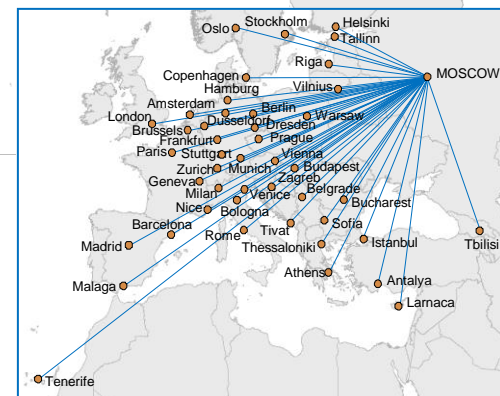 Stockholm
Helsinki
Oslo
Tallinn
Riga
MOSCOW
Copenhagen
Vilnius
Hamburg
Amsterdam
Berlin
London
Dusseldorf
Warsaw
Brussels
Dresden
Frankfurt
Prague
Paris
Stuttgart
Vienna
Munich
Zurich
Budapest
Geneva
Zagreb
Milan
Venice
Belgrade
Nice
Bologna
Bucharest
Barcelona
Sofia
Rome
Tivat
Madrid
Thessaloniki
Istanbul
Tbilisi
Athens
Malaga
Antalya
Larnaca
Tenerife